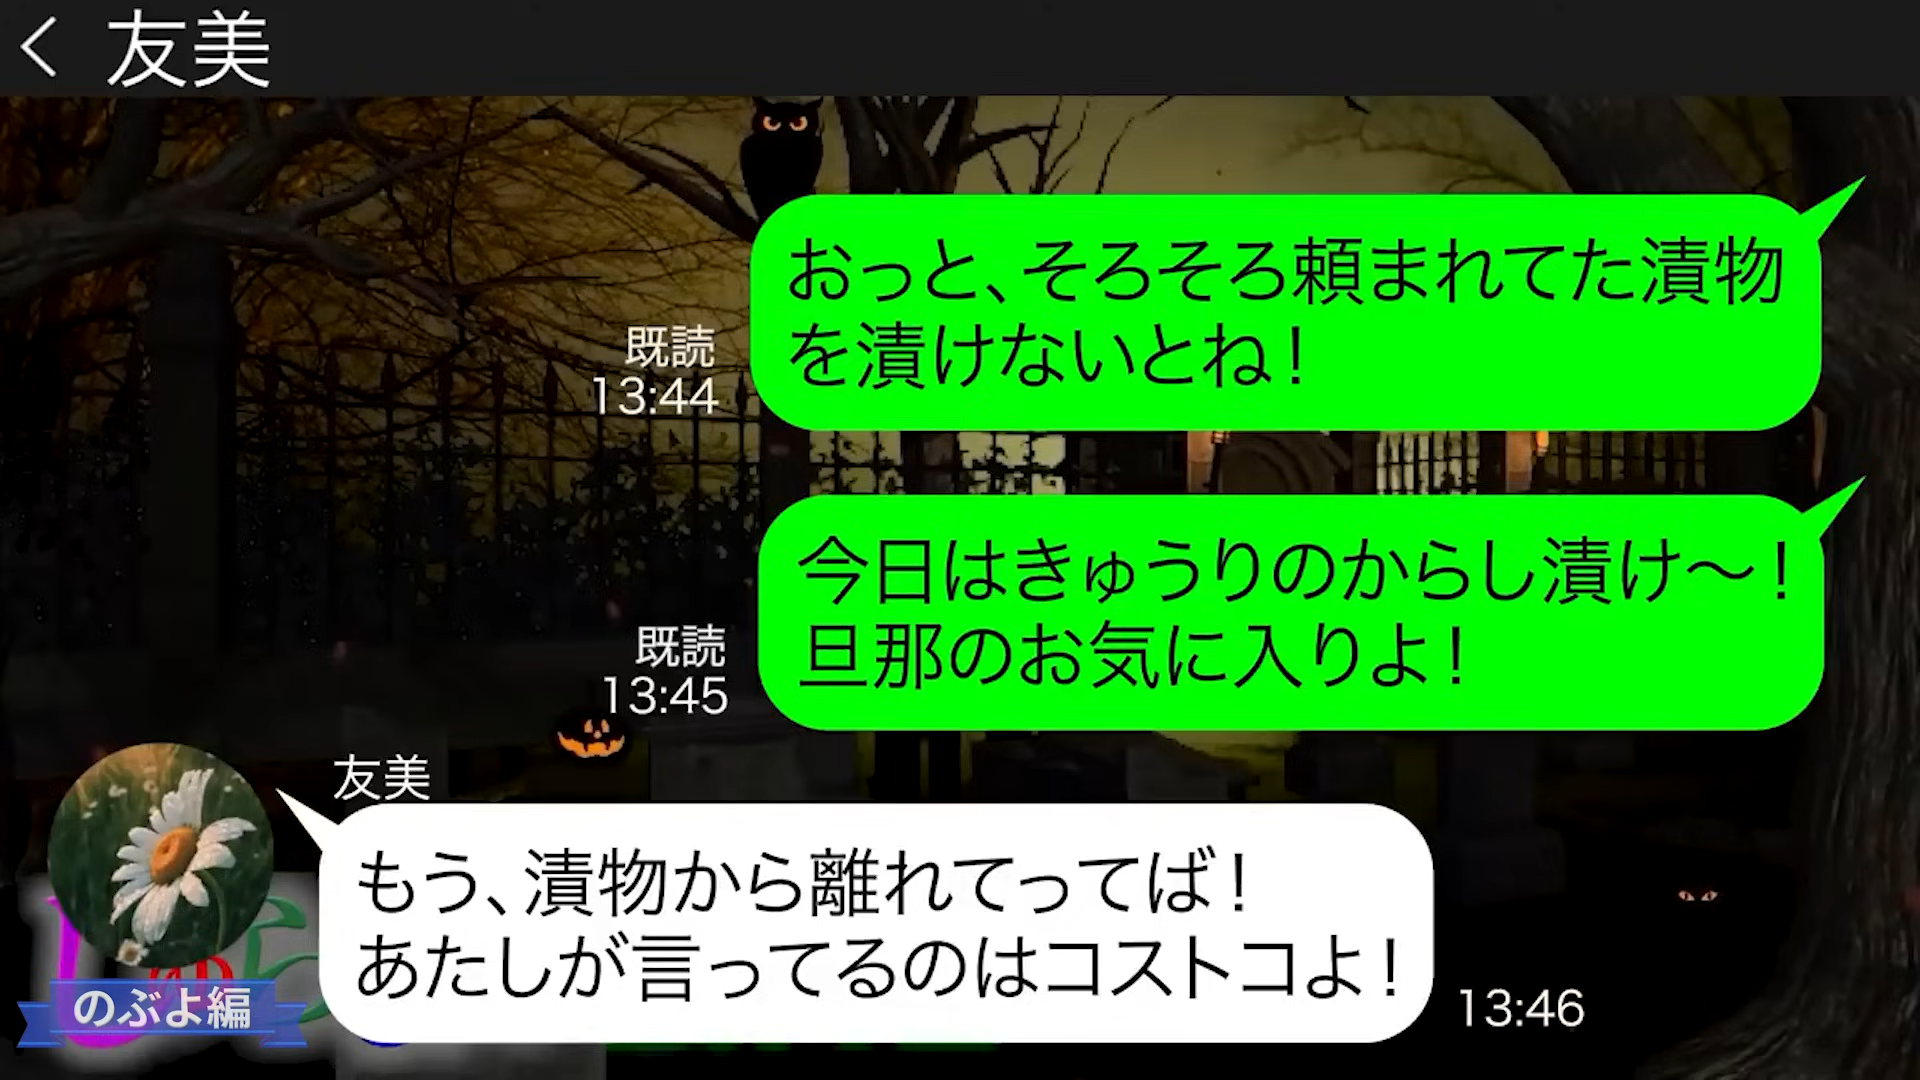 友美
おっと、そろそろ頼まれてた漬物
を漬けないとね!
既読
13:44
今日はきゅうりのからし漬け～!
旦那のお気に入りよ!
既読
13:45
友美
もう、漬物から離れてってば!
あたしが言ってるのはコストコよ!
13:46
のぶよ編